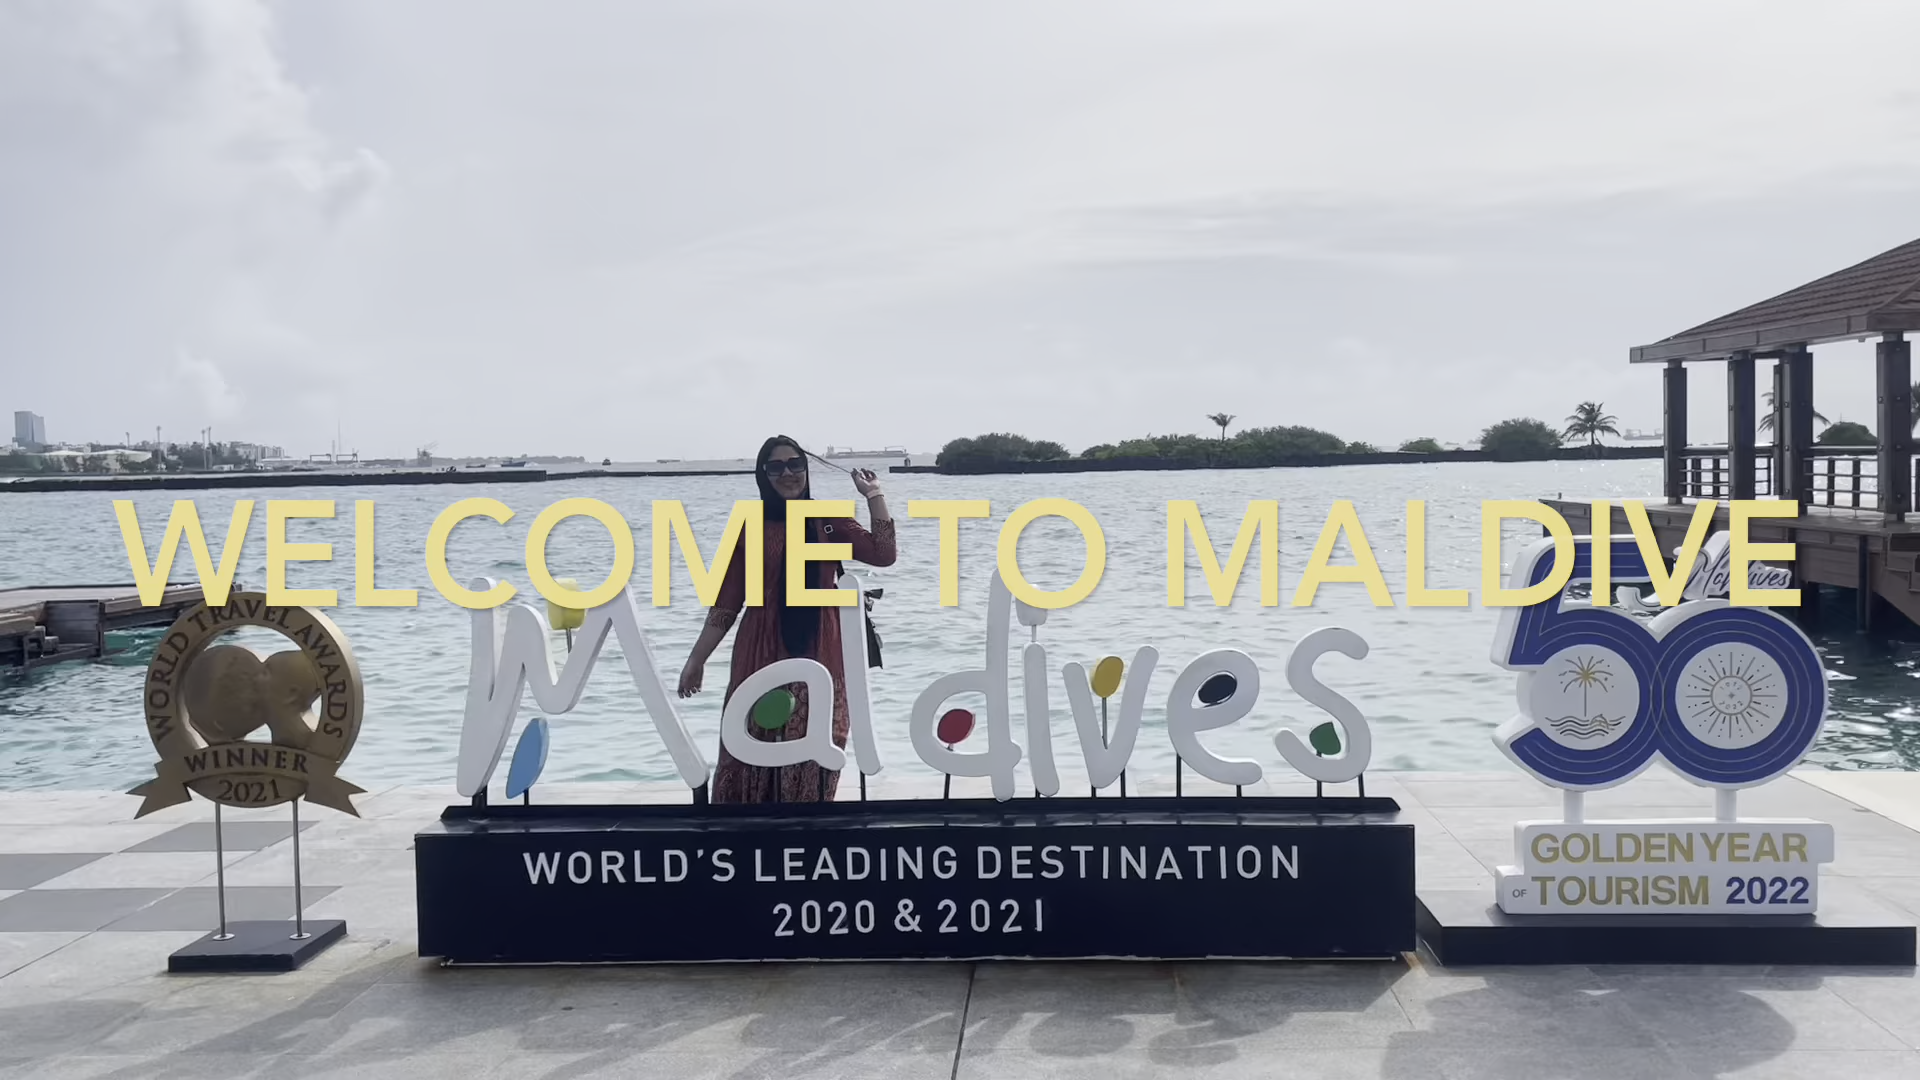 WELCOME TO MALDIVE
WORLD TRAVEL AWARDS
WINNER
2021
Maldives
WORLD'S LEADING DESTINATION
2020 & 2021
Maldives
50
GOLDEN YEAR
OF TOURISM 2022